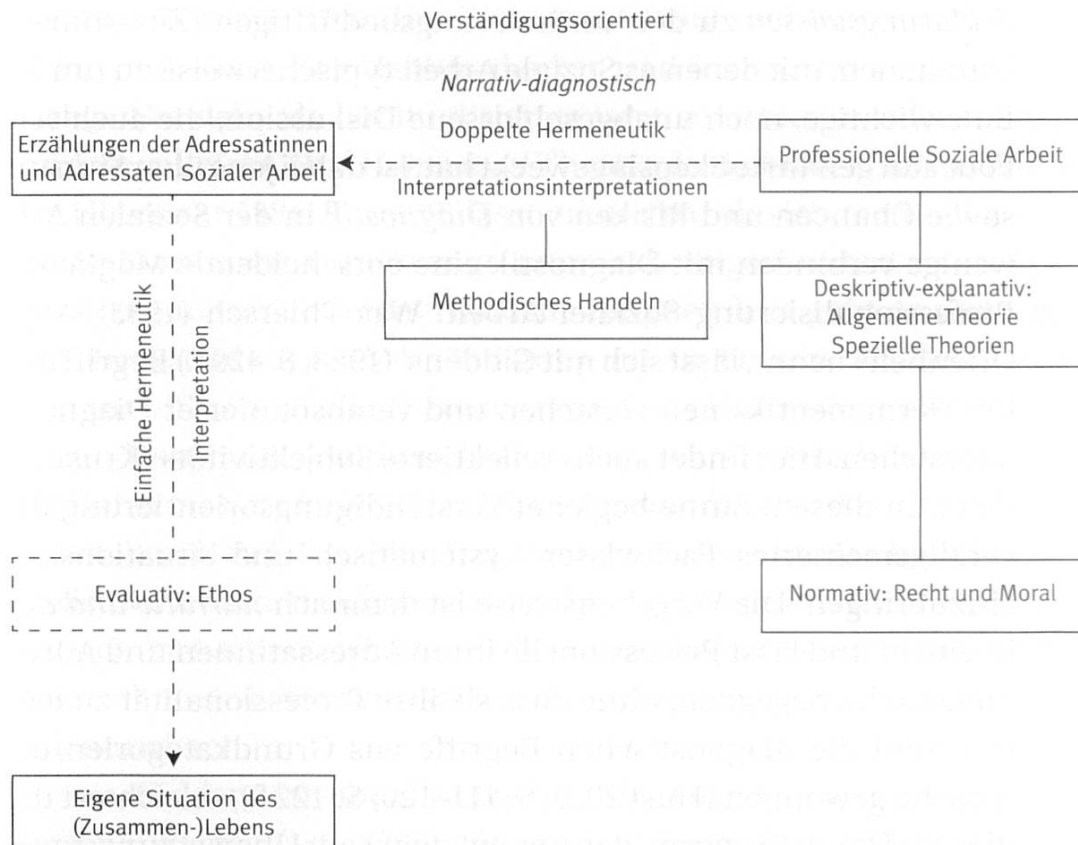 Verständigungsorientiert
Narrativ-diagnostisch
Doppelte Hermeneutik
Erzählungen der Adressatinnen
und Adressaten Sozialer Arbeit
Professionelle Soziale Arbeit
Interpretationsinterpretationen
Methodisches Handeln
Deskriptiv-explanativ:
Allgemeine Theorie
Spezielle Theorien
Einfache Hermeneutik
Interpretation
Evaluativ: Ethos
Normativ: Recht und Moral
Eigene Situation des
(Zusammen-)Lebens